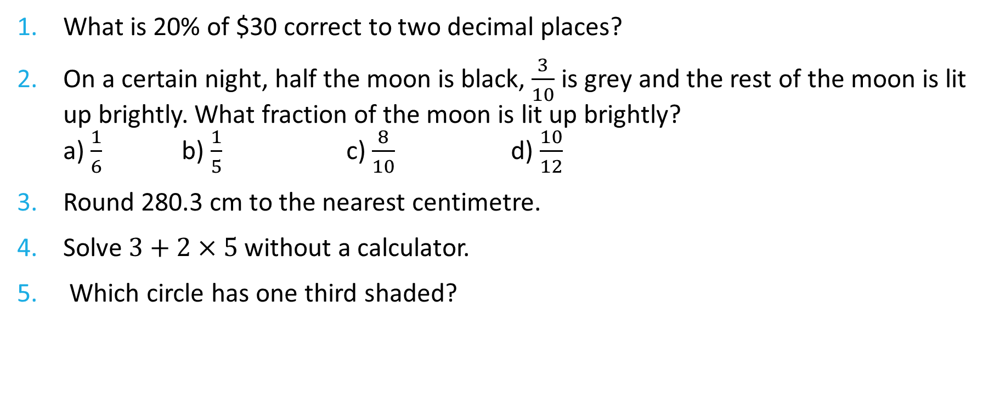 1. What is 20% of $30 correct to two decimal places?
2. On a certain night, half the moon is black, 3/10 is grey and the rest of the moon is lit
up brightly. What fraction of the moon is lit up brightly?
a) 1/6 b) 1/5 c) 8/10 d) 10/12
3. Round 280.3 cm to the nearest centimetre.
4. Solve 3 + 2 × 5 without a calculator.
5. Which circle has one third shaded?